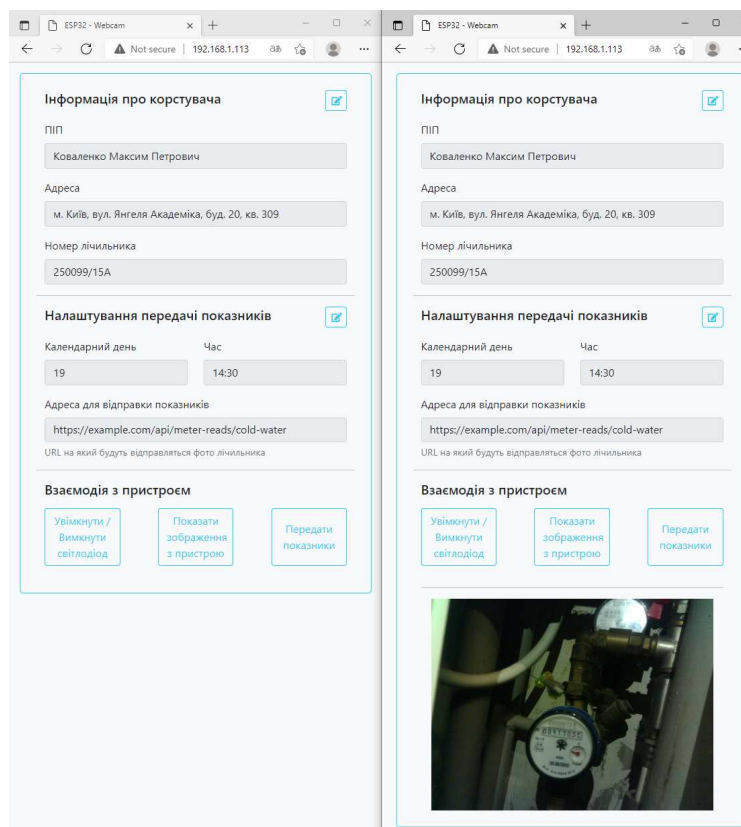 ESP32 - Webcam
Not secure | 192.168.1.113
Інформація про корстувача
ПІП
Коваленко Максим Петрович
Адреса
м. Київ, вул. Янгеля Академіка, буд. 20, кв. 309
Номер лічильника
250099/15A
Налаштування передачі показників
Календарний день
Час
19
14:30
Адреса для відправки показників
https://example.com/api/meter-reads/cold-water
URL на який будуть відправляться фото лічильника
Взаємодія з пристроєм
Увімкнути /
Вимкнути
світлодіод
Показати
зображення
з пристрою
Передати
показники
ESP32 - Webcam
Not secure | 192.168.1.113
Інформація про корстувача
ПІП
Коваленко Максим Петрович
Адреса
м. Київ, вул. Янгеля Академіка, буд. 20, кв. 309
Номер лічильника
250099/15A
Налаштування передачі показників
Календарний день
Час
19
14:30
Адреса для відправки показників
https://example.com/api/meter-reads/cold-water
URL на який будуть відправляться фото лічильника
Взаємодія з пристроєм
Увімкнути /
Вимкнути
світлодіод
Показати
зображення
з пристрою
Передати
показники